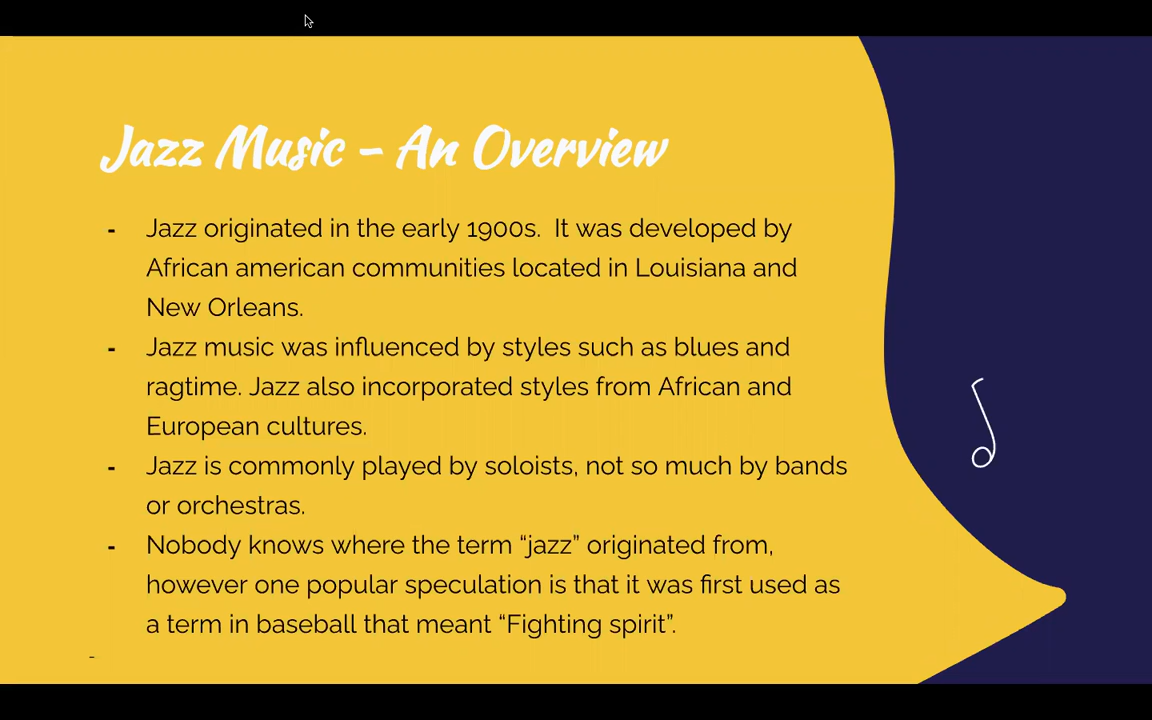 Jazz Music - An Overview
- Jazz originated in the early 1900s.  It was developed by
African american communities located in Louisiana and
New Orleans.
- Jazz music was influenced by styles such as blues and
ragtime. Jazz also incorporated styles from African and
European cultures.
- Jazz is commonly played by soloists, not so much by bands
or orchestras.
- Nobody knows where the term “jazz” originated from,
however one popular speculation is that it was first used as
a term in baseball that meant “Fighting spirit”.
-